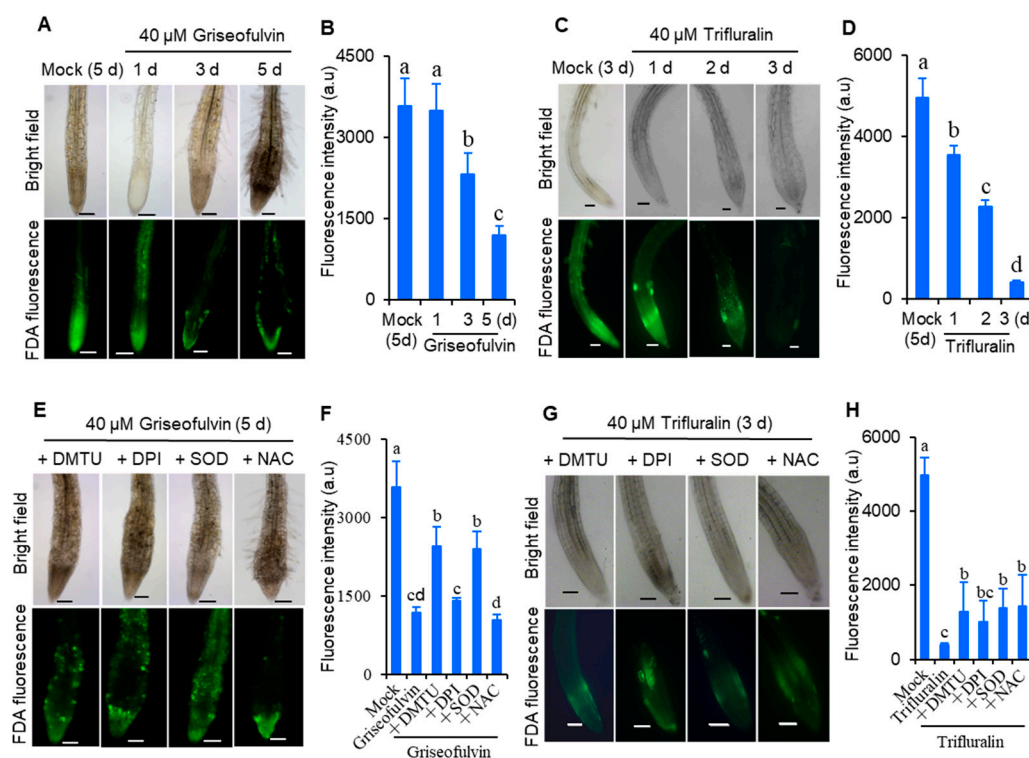 A
40 µM Griseofulvin
Mock (5 d) 1 d 3 d 5 d
Bright field
FDA fluorescence
B
Fluorescence intensity (a.u)
4500
3000
1500
0
a a b c
Mock (5d) 1 3 5 (d)
Griseofulvin
C
40 µM Trifluralin
Mock (3 d) 1 d 2 d 3 d
Bright field
FDA fluorescence
D
Fluorescence intensity (a.u)
6000
4000
2000
0
a b c d
Mock (5d) 1 2 3 (d)
Trifluralin
E
40 µM Griseofulvin (5 d)
+ DMTU + DPI + SOD + NAC
Bright field
FDA fluorescence
F
Fluorescence intensity (a.u)
4500
3000
1500
0
a cd b c b d
Mock
Griseofulvin
+ DMTU
+ DPI
+ SOD
+ NAC
Griseofulvin
G
40 µM Trifluralin (3 d)
+ DMTU + DPI + SOD + NAC
Bright field
FDA fluorescence
H
Fluorescence intensity (a.u)
6000
4000
2000
0
a c b bc b b
Mock
Trifluralin
+ DMTU
+ DPI
+ SOD
+ NAC
Trifluralin